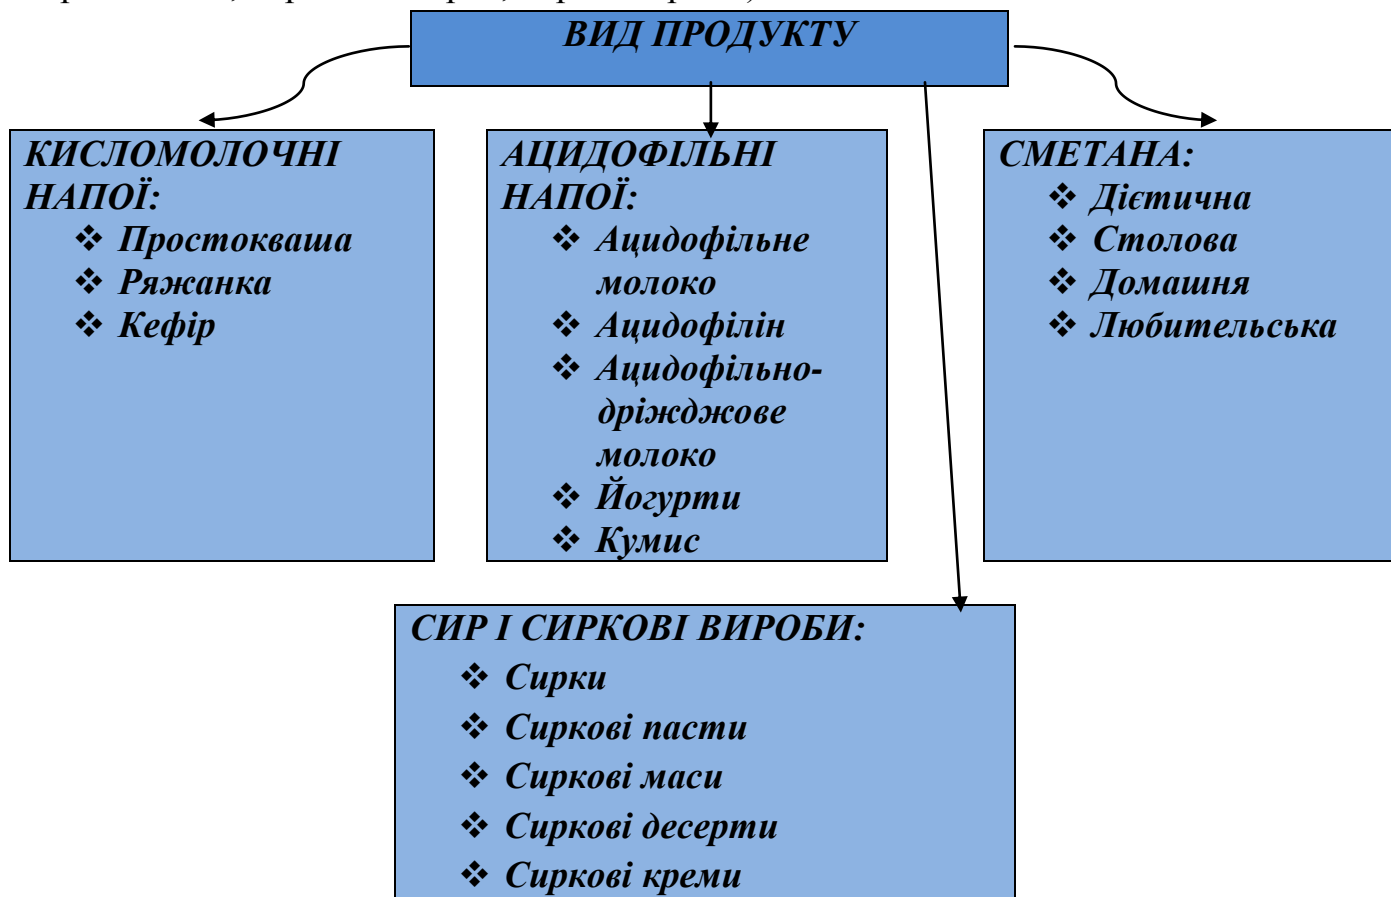 ВИД ПРОДУКТУ
КИСЛОМОЛОЧНІ
НАПОЇ:
❖ Простокваша
❖ Ряжанка
❖ Кефір
АЦИДОФІЛЬНІ
НАПОЇ:
❖ Ацидофільне
молоко
❖ Ацидофілін
❖ Ацидофільно-
дріжджове
молоко
❖ Йогурти
❖ Кумис
СМЕТАНА:
❖ Дієтична
❖ Столова
❖ Домашня
❖ Любительська
СИР І СИРКОВІ ВИРОБИ:
❖ Сирки
❖ Сиркові пасти
❖ Сиркові маси
❖ Сиркові десерти
❖ Сиркові креми